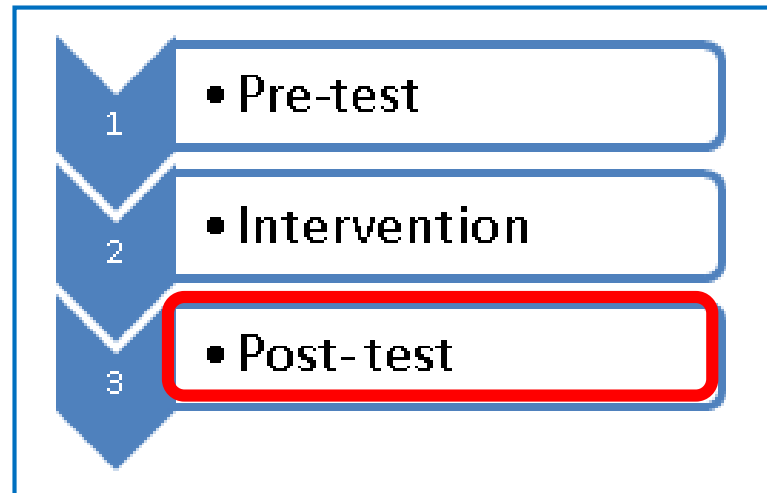 1 • Pre-test
2 • Intervention
3 • Post-test